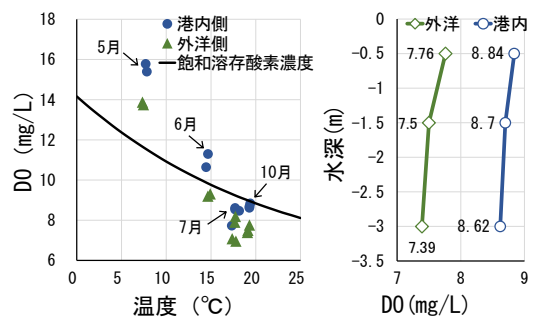 18
16
14
12
10
8
6
DO (mg/L)
0
5
10
15
20
25
温度 (℃)
港内側
外洋側
飽和溶存酸素濃度
5月
6月
10月
7月
外洋
港内
0
-0.5
-1
-1.5
-2
-2.5
-3
-3.5
水深(m)
7.76
8.84
7.5
8.7
8.62
7.39
7
8
9
DO(mg/L)